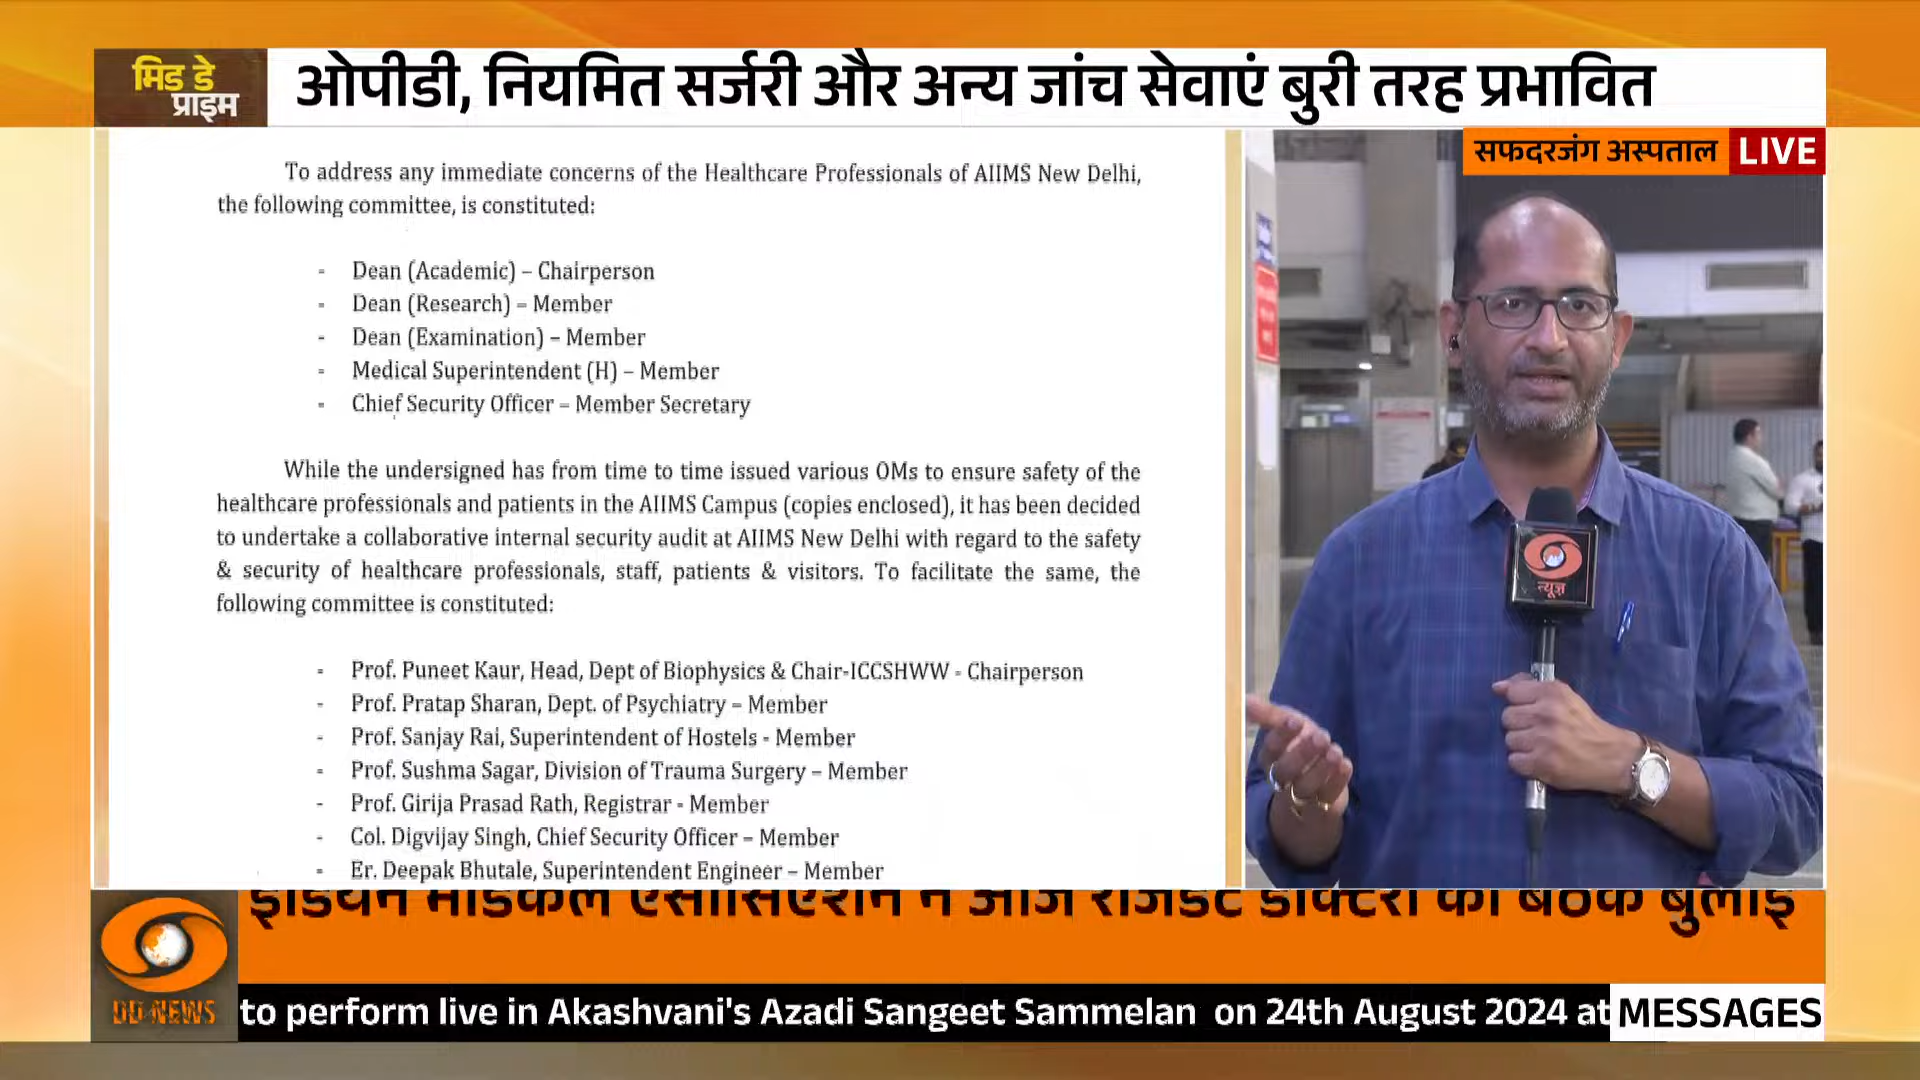 मिड डे
प्राइम
ओपीडी, नियमित सर्जरी और अन्य जांच सेवाएं बुरी तरह प्रभावित
सफदरजंग अस्पताल LIVE
To address any immediate concerns of the Healthcare Professionals of AIIMS New Delhi,
the following committee, is constituted:
- Dean (Academic) – Chairperson
- Dean (Research) – Member
- Dean (Examination) – Member
- Medical Superintendent (H) – Member
- Chief Security Officer – Member Secretary
While the undersigned has from time to time issued various OMs to ensure safety of the
healthcare professionals and patients in the AIIMS Campus (copies enclosed), it has been decided
to undertake a collaborative internal security audit at AIIMS New Delhi with regard to the safety
& security of healthcare professionals, staff, patients & visitors. To facilitate the same, the
following committee is constituted:
- Prof. Puneet Kaur, Head, Dept of Biophysics & Chair-ICCSHWW - Chairperson
- Prof. Pratap Sharan, Dept. of Psychiatry – Member
- Prof. Sanjay Rai, Superintendent of Hostels - Member
- Prof. Sushma Sagar, Division of Trauma Surgery – Member
- Prof. Girija Prasad Rath, Registrar - Member
- Col. Digvijay Singh, Chief Security Officer – Member
- Er. Deepak Bhutale, Superintendent Engineer – Member
न्यूज़
इंडियन मेडिकल एसोसिएशन ने आज रेजिडेंट डॉक्टरों की बैठक बुलाई
DD NEWS
to perform live in Akashvani's Azadi Sangeet Sammelan on 24th August 2024 at MESSAGES